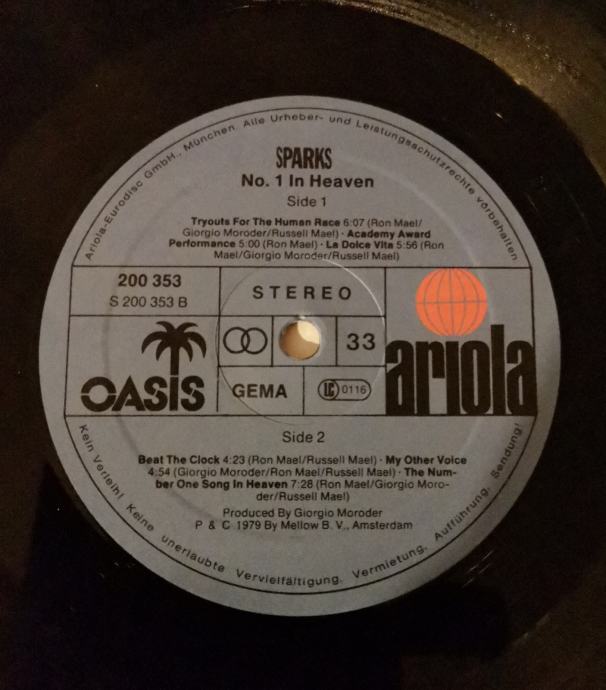 Ariola-Eurodisc GmbH., München. Alle Urheber- und Leistungsschutzrechte vorbehalten
SPARKS
No. 1 In Heaven
Side 1
Tryouts For The Human Race 6:07 (Ron Mael/
Giorgio Moroder/Russell Mael) · Academy Award
Performance 5:00 (Ron Mael) · La Dolce Vita 5:56 (Ron
Mael/Giorgio Moroder/Russell Mael)
200 353
S 200 353 B
STEREO
33
OASIS
GEMA
LC 0116
ariola
Side 2
Beat The Clock 4:23 (Ron Mael/Russell Mael) · My Other Voice
4:54 (Giorgio Moroder/Ron Mael/Russell Mael) · The Num-
ber One Song In Heaven 7:28 (Ron Mael/Giorgio Moro-
der/Russell Mael)
Produced By Giorgio Moroder
P & C 1979 By Mellow B. V., Amsterdam
Kein Verleih! Keine unerlaubte Vervielfältigung, Vermietung, Aufführung, Sendung!